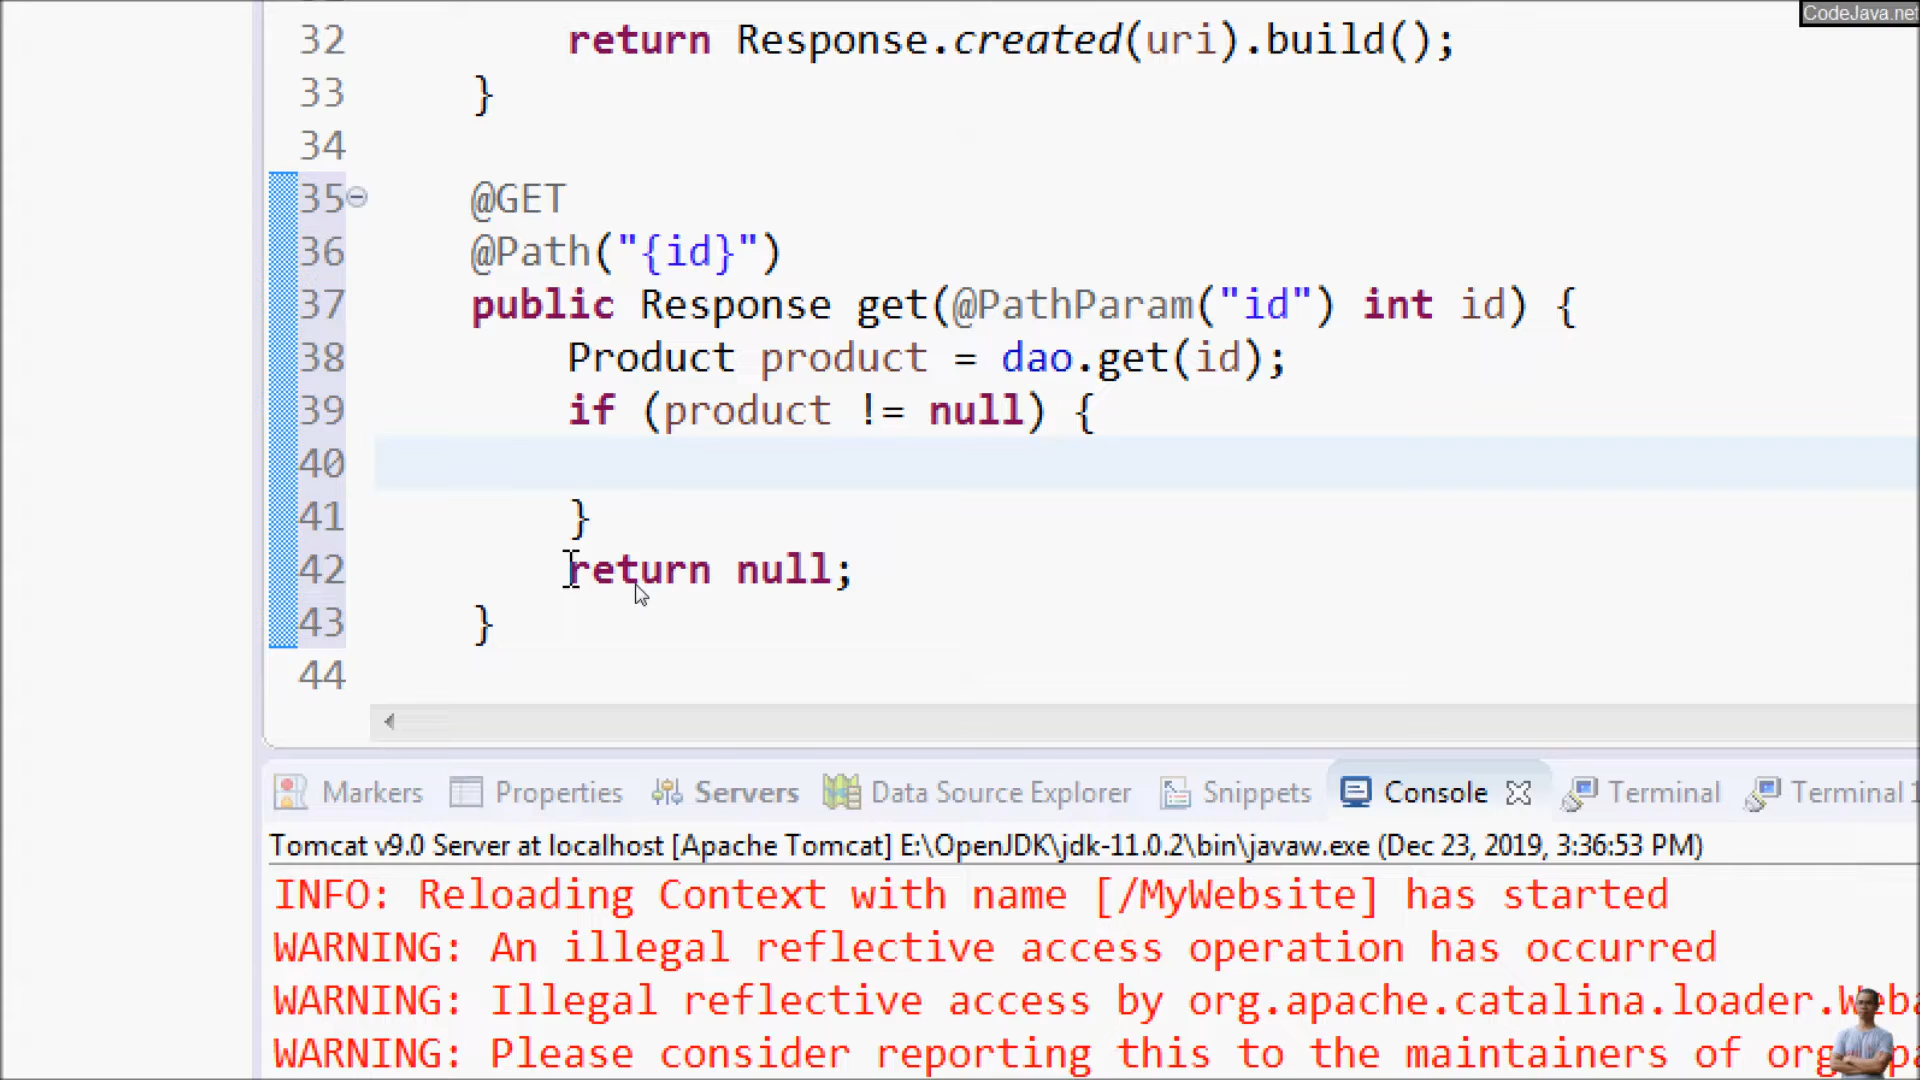 CodeJava.net
32 return Response.created(uri).build();
33 }
34
35 @GET
36 @Path("{id}")
37 public Response get(@PathParam("id") int id) {
38 Product product = dao.get(id);
39 if (product != null) {
40
41 }
42 return null;
43 }
44
Markers Properties Servers Data Source Explorer Snippets Console Terminal Terminal 1
Tomcat v9.0 Server at localhost [Apache Tomcat] E:\OpenJDK\jdk-11.0.2\bin\javaw.exe (Dec 23, 2019, 3:36:53 PM)
INFO: Reloading Context with name [/MyWebsite] has started
WARNING: An illegal reflective access operation has occurred
WARNING: Illegal reflective access by org.apache.catalina.loader.Weba
WARNING: Please consider reporting this to the maintainers of org